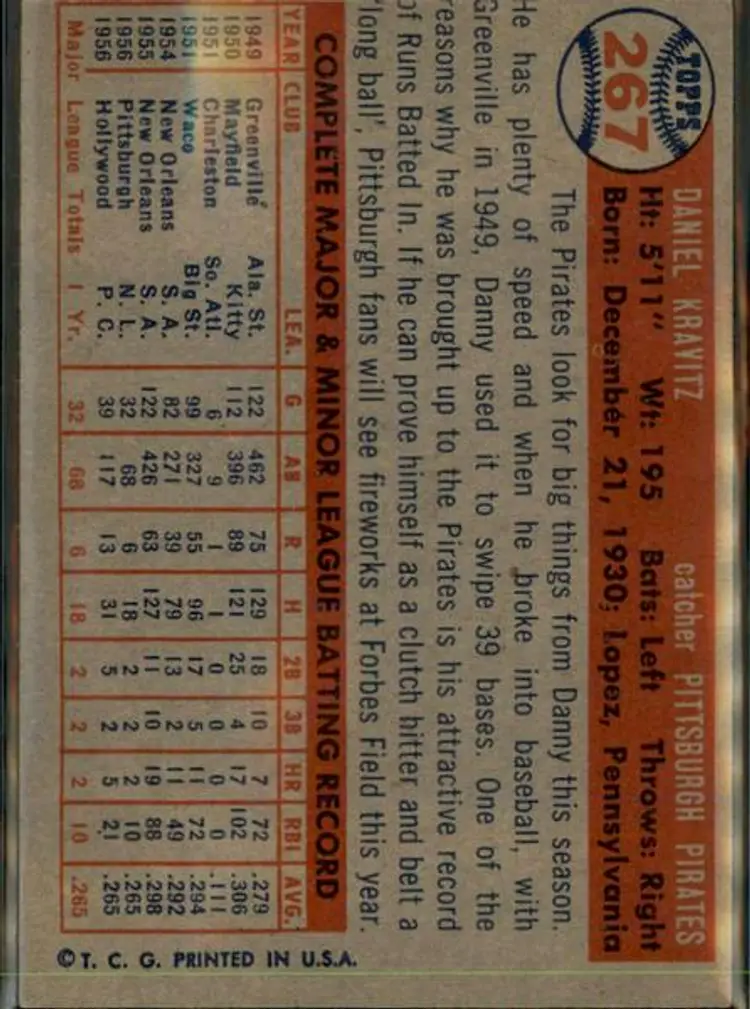 TOPPS
267
DANIEL KRAVITZ catcher PITTSBURGH PIRATES
Ht: 5'11" Wt: 195 Bats: Left Throws: Right
Born: December 21, 1930; Lopez, Pennsylvania
The Pirates look for big things from Danny this season.
He has plenty of speed and when he broke into baseball, with
Greenville in 1949, Danny used it to swipe 39 bases. One of the
reasons why he was brought up to the Pirates is his attractive record
of Runs Batted In. If he can prove himself as a clutch hitter and belt a
'long ball', Pittsburgh fans will see fireworks at Forbes Field this year.
COMPLETE MAJOR & MINOR LEAGUE BATTING RECORD
YEAR CLUB LEA. G AB R H 2B 3B HR RBI AVG.
1949 Greenville Ala. St. 122 462 75 129 18 10 7 72 .279
1950 Mayfield Kitty 112 396 89 121 25 4 17 102 .306
1951 Charleston So. Atl. 6 9 1 1 0 0 0 0 .111
1951 Waco Big St. 99 327 55 96 17 5 11 72 .294
1954 New Orleans S. A. 82 271 39 79 13 2 11 49 .292
1955 New Orleans S. A. 122 426 63 127 11 10 19 88 .298
1956 Pittsburgh N. L. 32 68 6 18 2 2 2 10 .265
1956 Hollywood P. C. 39 117 13 31 5 2 5 21 .265
Major League Totals 1 Yr. 32 68 6 18 2 2 2 10 .265
© T. C. G. PRINTED IN U.S.A.